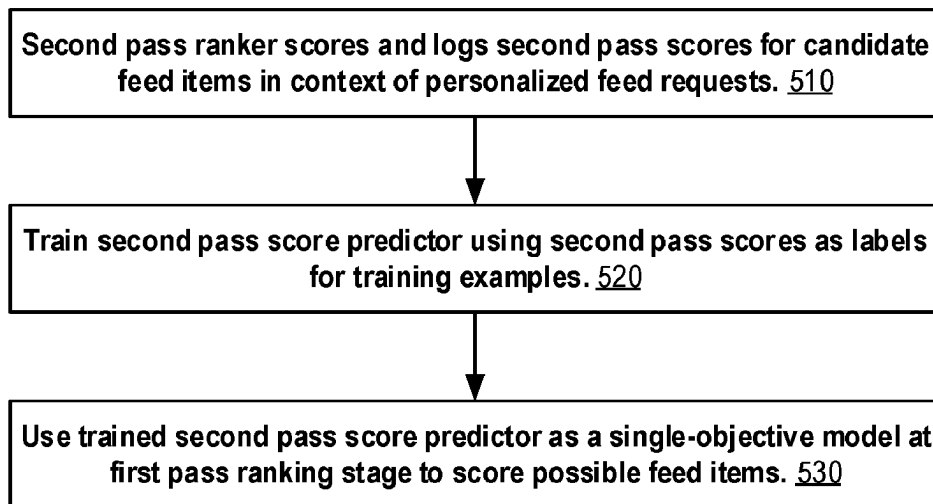 Second pass ranker scores and logs second pass scores for candidate
feed items in context of personalized feed requests. 510
Train second pass score predictor using second pass scores as labels
for training examples. 520
Use trained second pass score predictor as a single-objective model at
first pass ranking stage to score possible feed items. 530